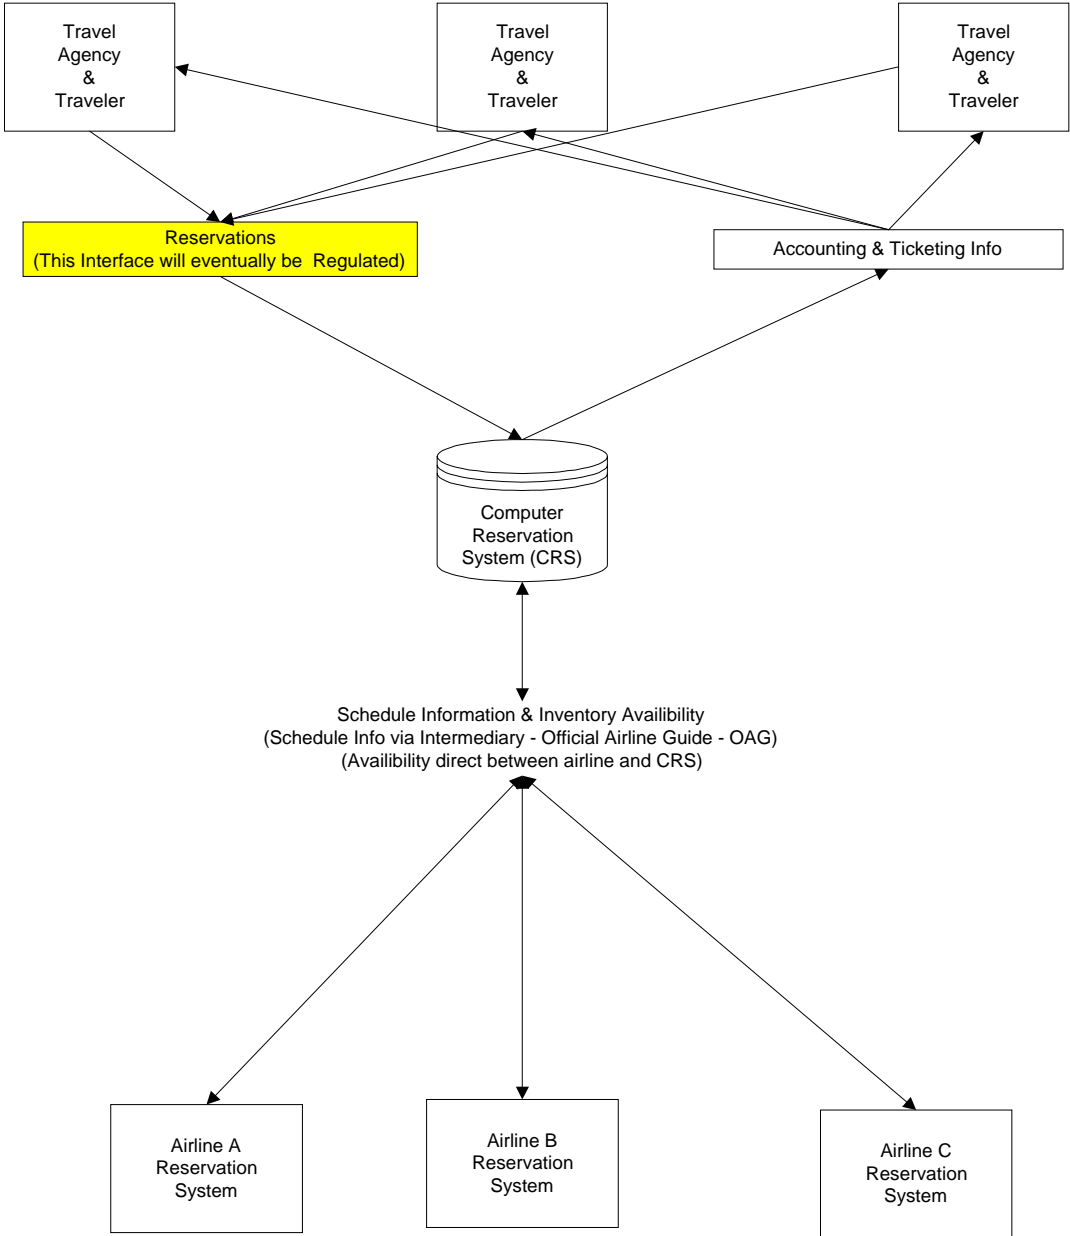 Travel
Agency
&
Traveler
Travel
Agency
&
Traveler
Travel
Agency
&
Traveler
Reservations
(This Interface will eventually be  Regulated)
Accounting & Ticketing Info
Computer
Reservation
System (CRS)
Schedule Information & Inventory Availibility
(Schedule Info via Intermediary - Official Airline Guide - OAG)
(Availibility direct between airline and CRS)
Airline A
Reservation
System
Airline B
Reservation
System
Airline C
Reservation
System